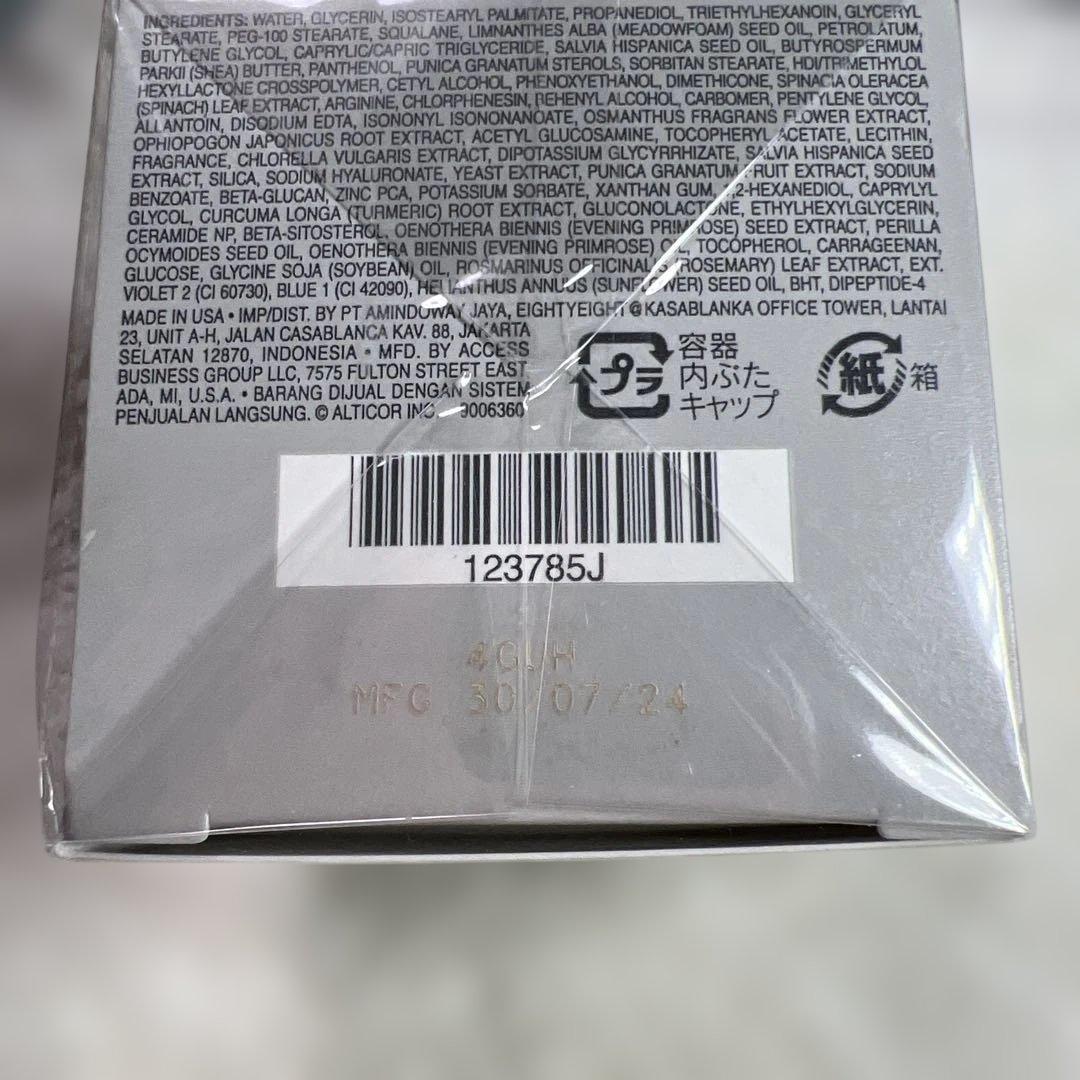 INGREDIENTS: WATER, GLYCERIN, ISOSTEARYL PALMITATE, PROPANEDIOL, TRIETHYLHEXANOIN, GLYCERYL
STEARATE, PEG-100 STEARATE, SQUALANE, LIMNANTHES ALBA (MEADOWFOAM) SEED OIL, PETROLATUM,
BUTYLENE GLYCOL, CAPRYLIC/CAPRIC TRIGLYCERIDE, SALVIA HISPANICA SEED OIL, BUTYROSPERMUM
PARKII (SHEA) BUTTER, PANTHENOL, PUNICA GRANATUM STEROLS, SORBITAN STEARATE, HDI/TRIMETHYLOL
HEXYLLACTONE CROSSPOLYMER, CETYL ALCOHOL, PHENOXYETHANOL, DIMETHICONE, SPINACIA OLERACEA
(SPINACH) LEAF EXTRACT, ARGININE, CHLORPHENESIN, BEHENYL ALCOHOL, CARBOMER, PENTYLENE GLYCOL,
ALLANTOIN, DISODIUM EDTA, ISONONYL ISONONANOATE, OSMANTHUS FRAGRANS FLOWER EXTRACT,
OPHIOPOGON JAPONICUS ROOT EXTRACT, ACETYL GLUCOSAMINE, TOCOPHERYL ACETATE, LECITHIN,
FRAGRANCE, CHLORELLA VULGARIS EXTRACT, DIPOTASSIUM GLYCYRRHIZATE, SALVIA HISPANICA SEED
EXTRACT, SILICA, SODIUM HYALURONATE, YEAST EXTRACT, PUNICA GRANATUM FRUIT EXTRACT, SODIUM
BENZOATE, BETA-GLUCAN, ZINC PCA, POTASSIUM SORBATE, XANTHAN GUM, 1,2-HEXANEDIOL, CAPRYLYL
GLYCOL, CURCUMA LONGA (TURMERIC) ROOT EXTRACT, GLUCONOLACTONE, ETHYLHEXYLGLYCERIN,
CERAMIDE NP, BETA-SITOSTEROL, OENOTHERA BIENNIS (EVENING PRIMROSE) SEED EXTRACT, PERILLA
OCYMOIDES SEED OIL, OENOTHERA BIENNIS (EVENING PRIMROSE) OIL, TOCOPHEROL, CARRAGEENAN,
GLUCOSE, GLYCINE SOJA (SOYBEAN) OIL, ROSMARINUS OFFICINALIS (ROSEMARY) LEAF EXTRACT, EXT.
VIOLET 2 (CI 60730), BLUE 1 (CI 42090), HELIANTHUS ANNUUS (SUNFLOWER) SEED OIL, BHT, DIPEPTIDE-4
MADE IN USA • IMP/DIST. BY PT AMINDOWAY JAYA, EIGHTYEIGHT@KASABLANKA OFFICE TOWER, LANTAI
23, UNIT A-H, JALAN CASABLANCA KAV. 88, JAKARTA
SELATAN 12870, INDONESIA • MFD. BY ACCESS
BUSINESS GROUP LLC, 7575 FULTON STREET EAST,
ADA, MI, U.S.A. • BARANG DIJUAL DENGAN SISTEM
PENJUALAN LANGSUNG. © ALTICOR INC. 9006360
プラ
容器
内ぶた
キャップ
紙
箱
123785J
4GUH
MFG 30/07/24